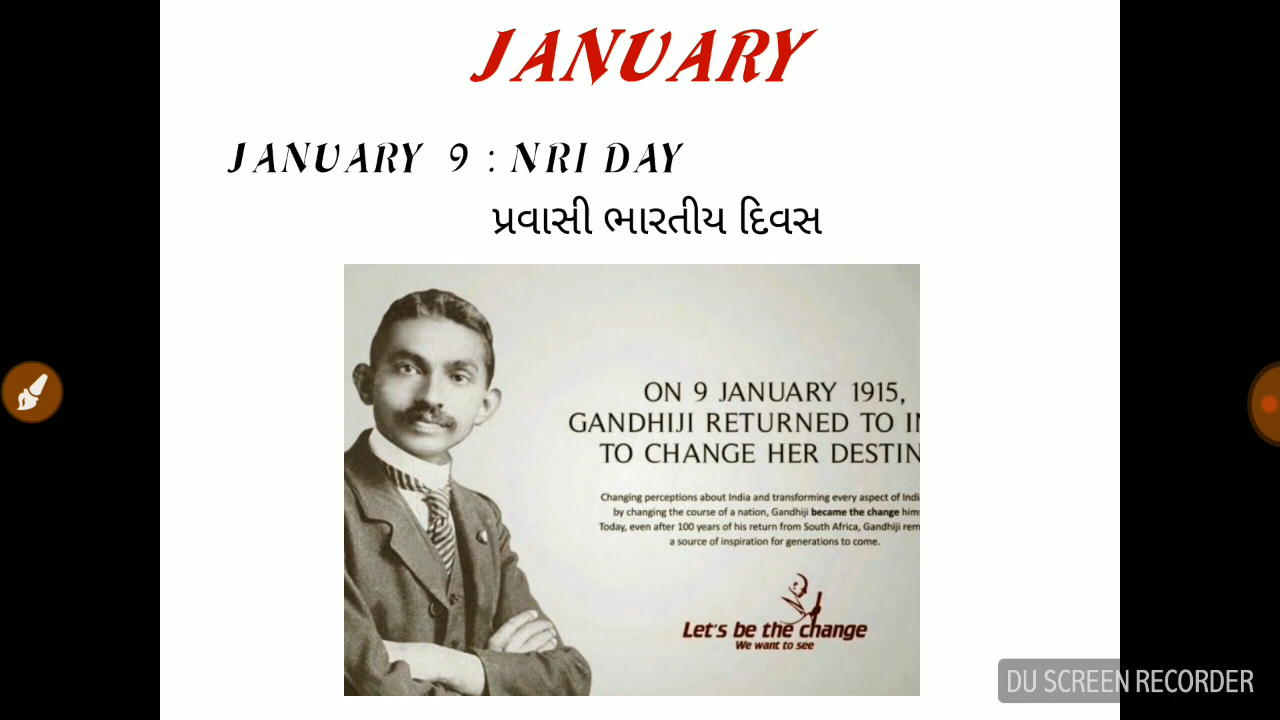 JANUARY
JANUARY 9 : NRI DAY
પ્રવાસી ભારતીય દિવસ
ON 9 JANUARY 1915,
GANDHIJI RETURNED TO
TO CHANGE HER
Changing perceptions about India and transforming every aspect of
by changing the course of a nation, Gandhiji became the change
Today, even after 100 years of his return from South Africa, Gandhiji
a source of inspiration for generations to come.
Let's be the change
We want to see
DU SCREEN RECORDER